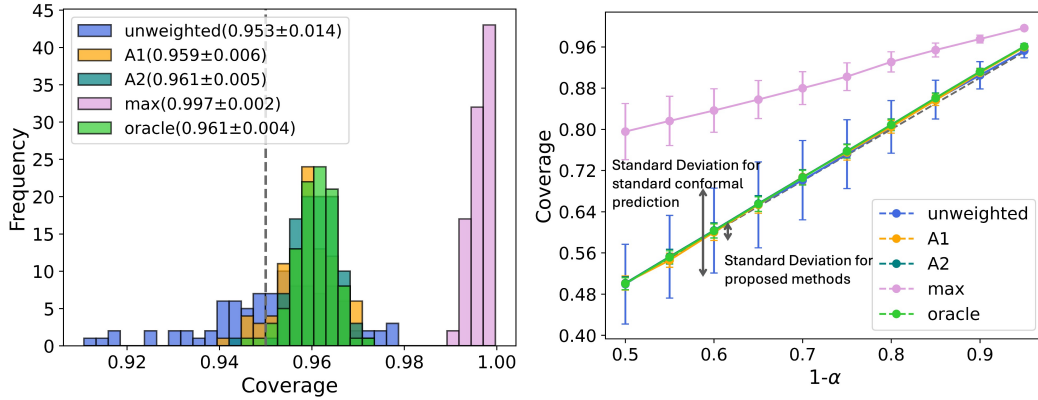 45
40
35
30
25
20
15
10
5
0
Frequency
unweighted(0.953±0.014)
A1(0.959±0.006)
A2(0.961±0.005)
max(0.997±0.002)
oracle(0.961±0.004)
0.92
0.94
0.96
0.98
1.00
Coverage
0.96
0.88
0.80
0.72
0.64
0.56
0.48
0.40
Coverage
Standard Deviation for
standard conformal
prediction
Standard Deviation for
proposed methods
unweighted
A1
A2
max
oracle
0.5
0.6
0.7
0.8
0.9
1-α